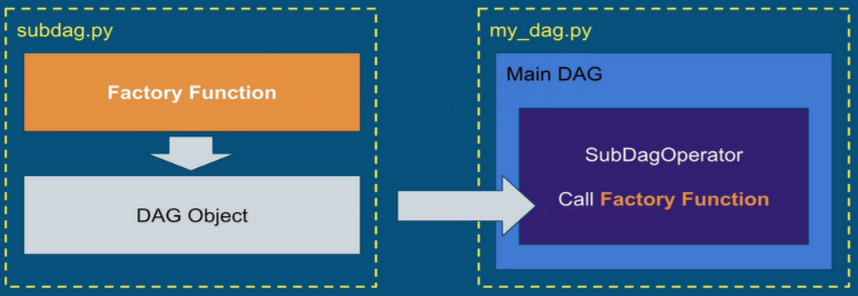 subdag.py
Factory Function
DAG Object
my_dag.py
Main DAG
SubDagOperator
Call Factory Function